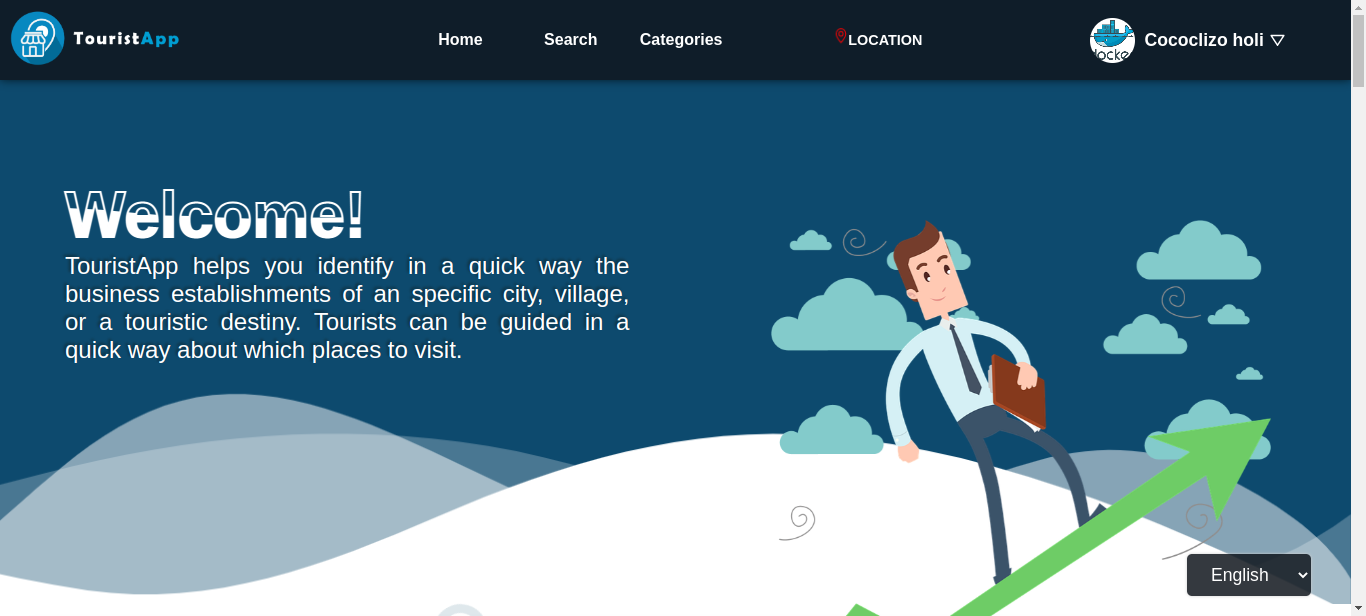 TouristApp
Home
Search
Categories
LOCATION
docke
Cococlizo holi
Welcome!
TouristApp helps you identify in a quick way the
business establishments of an specific city, village,
or a touristic destiny. Tourists can be guided in a
quick way about which places to visit.
English